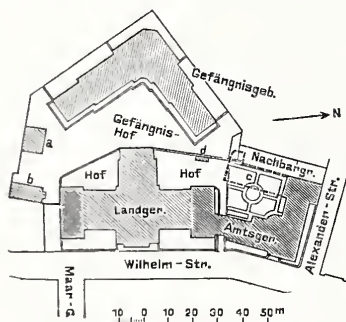 Gefängnisgeb.
Gefängnis-
Hof
N
a
b
d
c
Nachbargr.
Hof
Hof
Landger.
Amtsger.
Alexander-Str.
Wilhelm-Str.
Maar-G.
10 0 10 20 30 40 50m